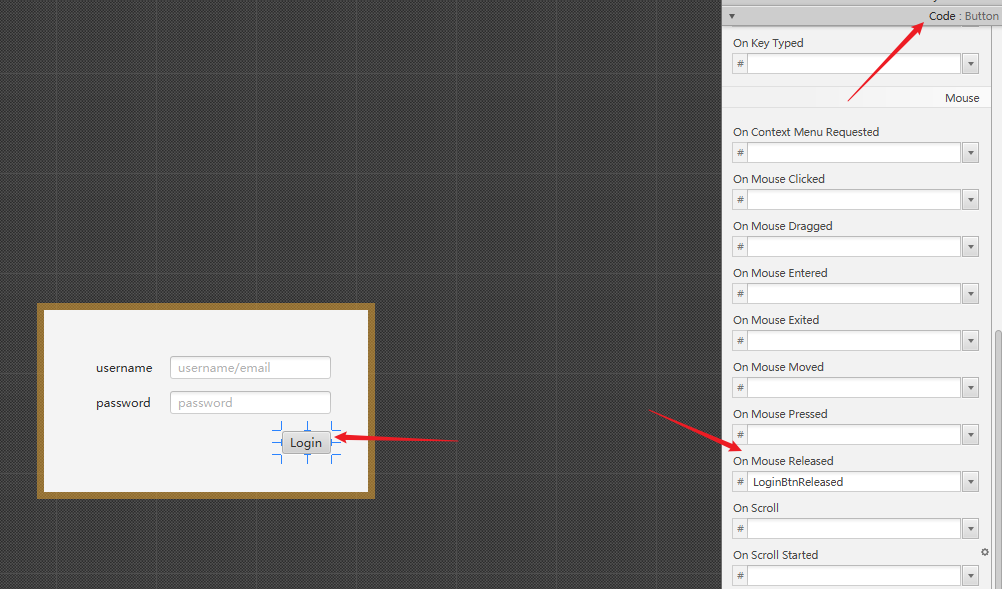 Code : Button
On Key Typed
#
Mouse
On Context Menu Requested
#
On Mouse Clicked
#
On Mouse Dragged
#
On Mouse Entered
#
On Mouse Exited
#
On Mouse Moved
#
On Mouse Pressed
#
On Mouse Released
# LoginBtnReleased
On Scroll
#
On Scroll Started
#
username username/email
password password
Login